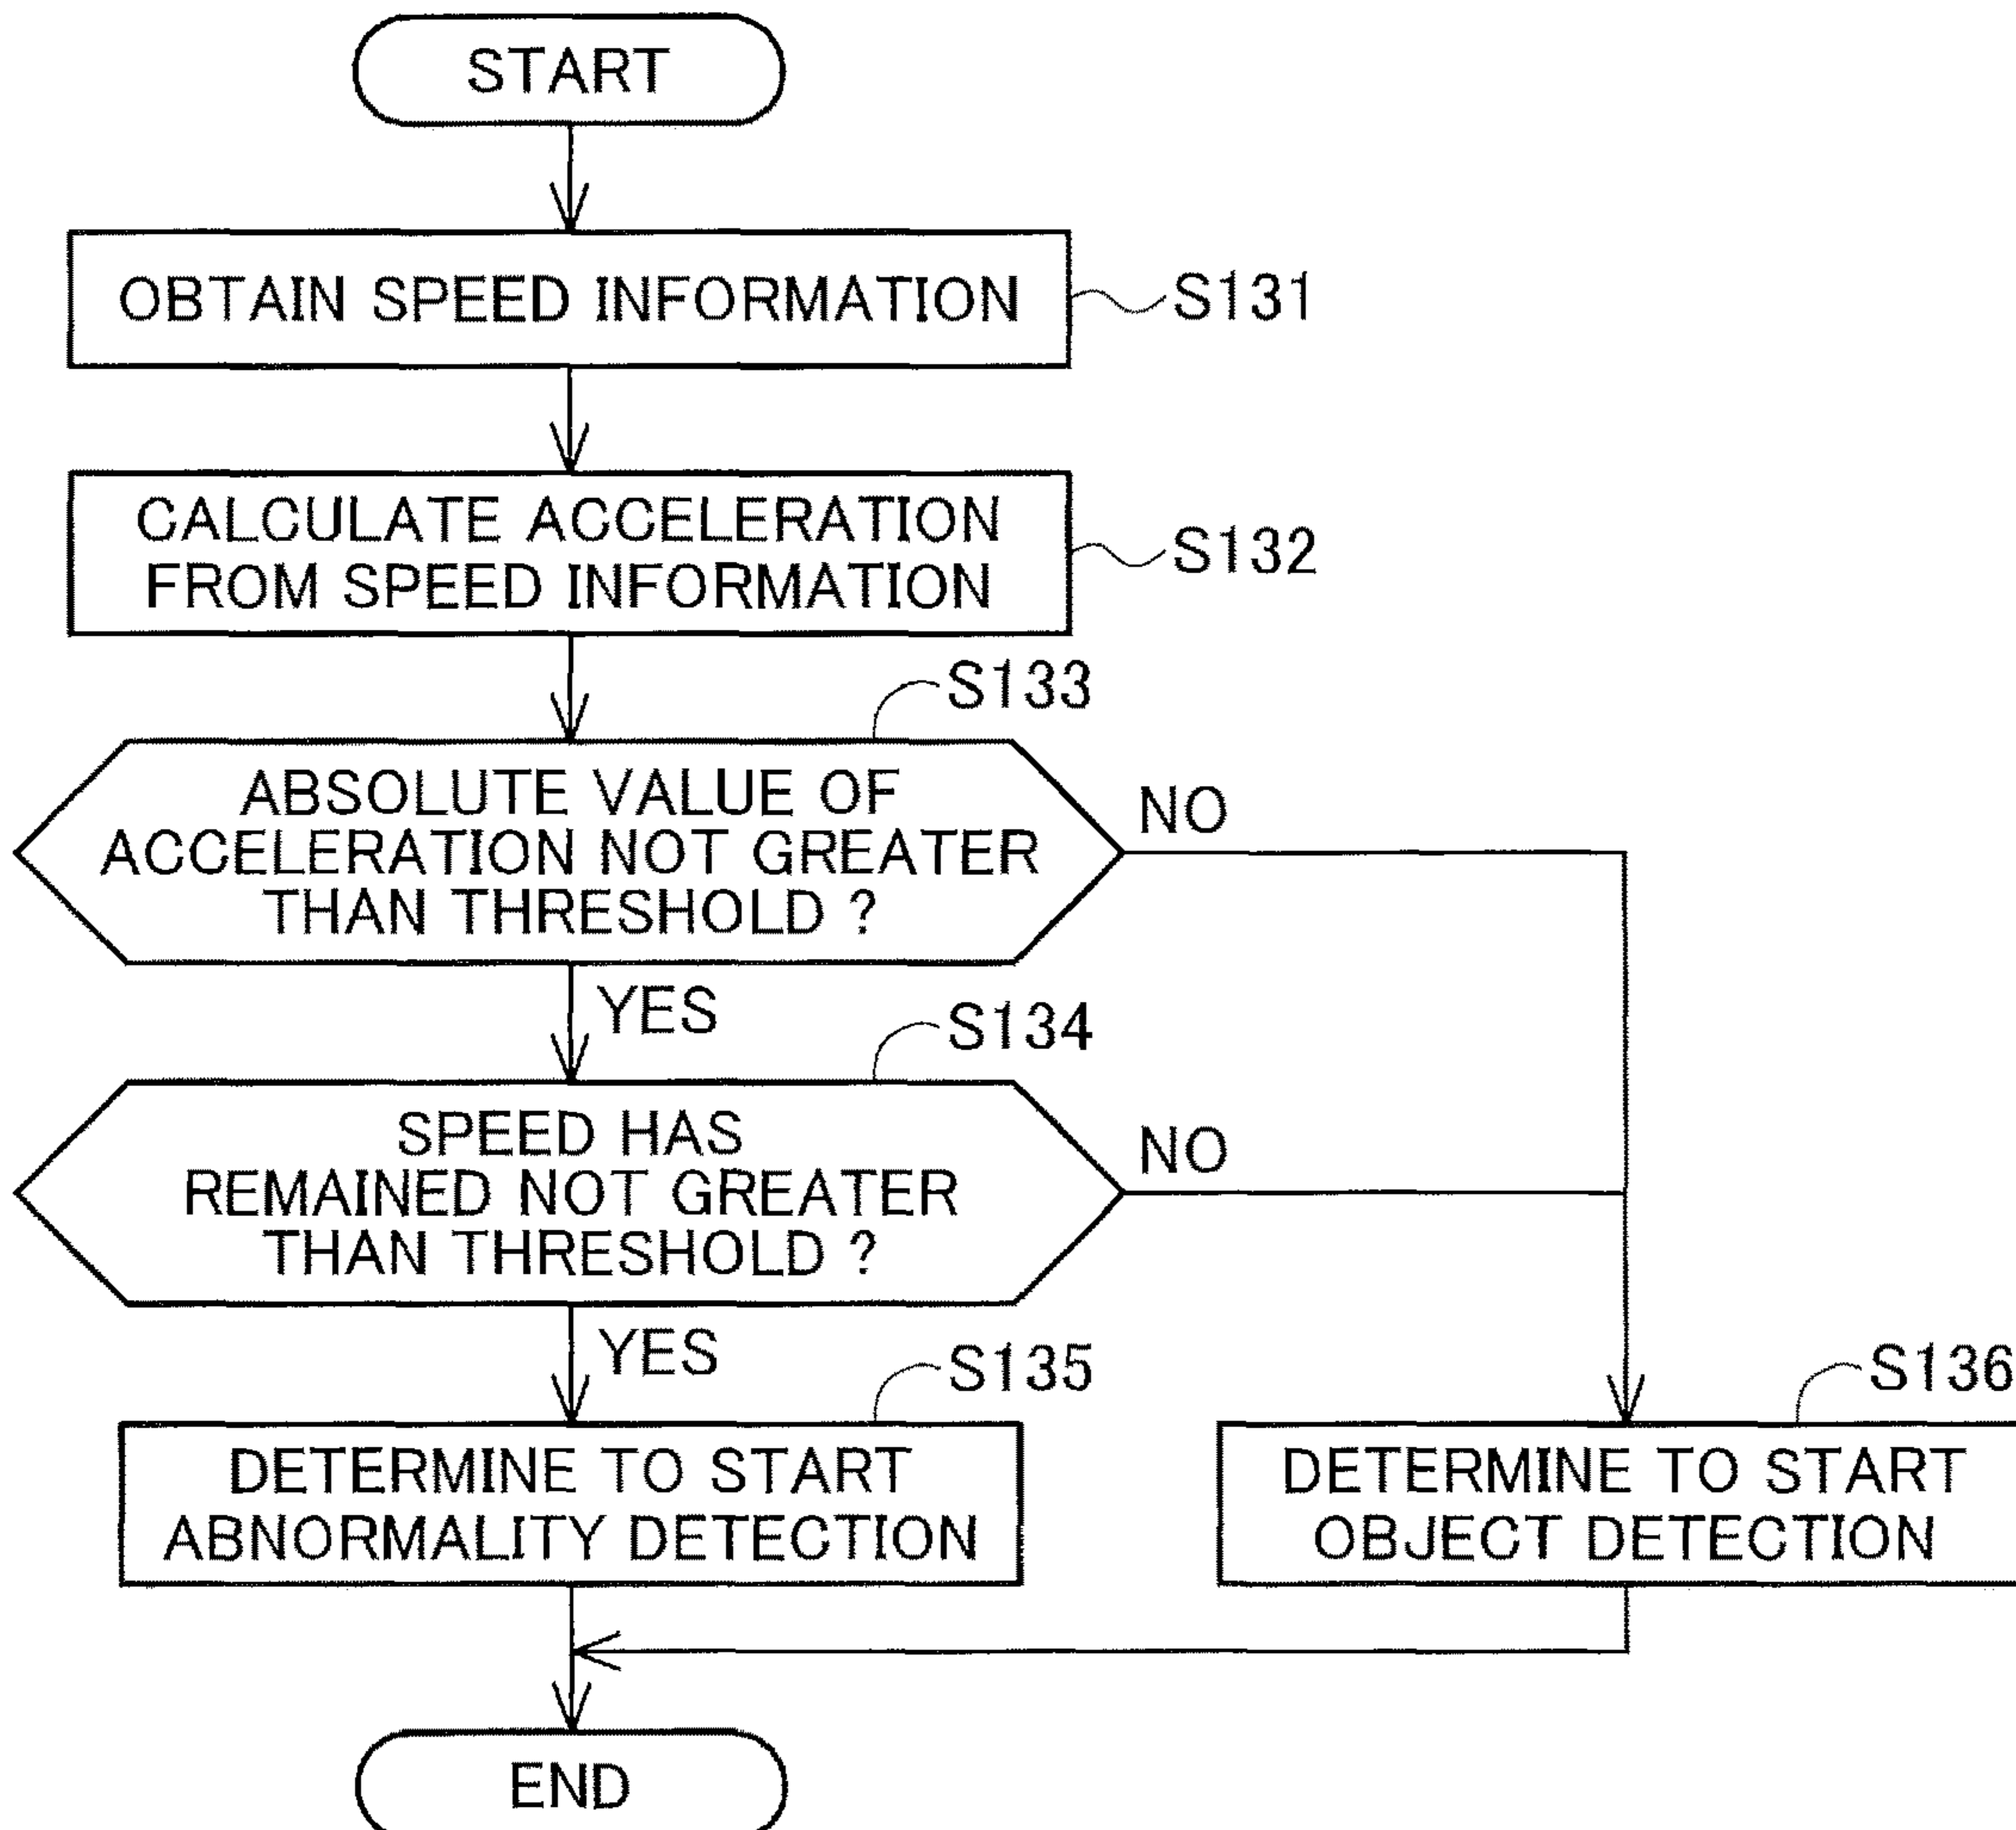 START
OBTAIN SPEED INFORMATION
S131
CALCULATE ACCELERATION
FROM SPEED INFORMATION
S132
S133
ABSOLUTE VALUE OF
ACCELERATION NOT GREATER
THAN THRESHOLD ?
NO
YES
S134
SPEED HAS
REMAINED NOT GREATER
THAN THRESHOLD ?
NO
YES
S135
DETERMINE TO START
ABNORMALITY DETECTION
S136
DETERMINE TO START
OBJECT DETECTION
END